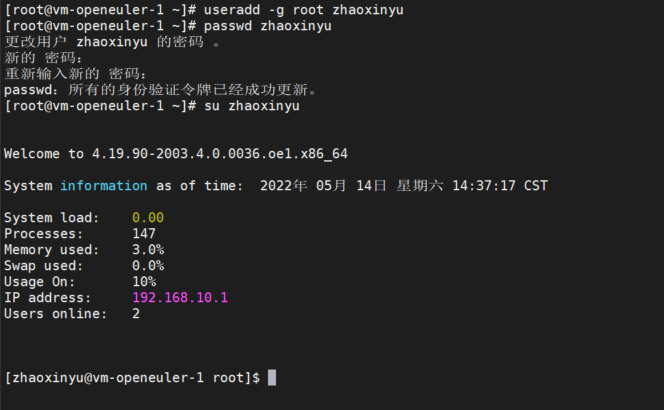 [root@vm-openeuler-1 ~]# useradd -g root zhaoxinyu
[root@vm-openeuler-1 ~]# passwd zhaoxinyu
更改用户 zhaoxinyu 的密码 。
新的 密码：
重新输入新的 密码：
passwd：所有的身份验证令牌已经成功更新。
[root@vm-openeuler-1 ~]# su zhaoxinyu
Welcome to 4.19.90-2003.4.0.0036.oe1.x86_64
System information as of time:  2022年 05月 14日 星期六 14:37:17 CST
System load:    0.00
Processes:      147
Memory used:    3.0%
Swap used:      0.0%
Usage On:       10%
IP address:     192.168.10.1
Users online:   2
[zhaoxinyu@vm-openeuler-1 root]$